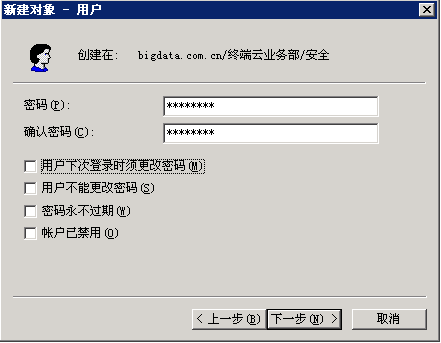 新建对象 - 用户
创建在: bigdata.com.cn/终端云业务部/安全
密码(P): ********
确认密码(C): ********
用户下次登录时须更改密码(M)
用户不能更改密码(S)
密码永不过期(W)
帐户已禁用(O)
< 上一步(B) 下一步(N) > 取消